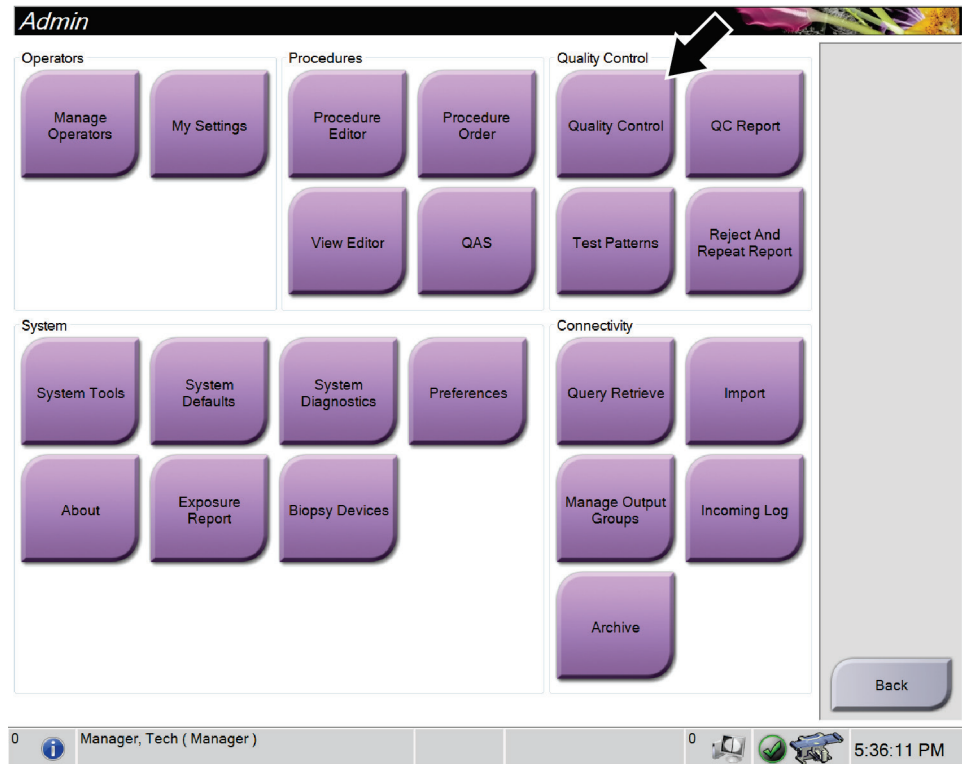 Admin
Operators
Manage
Operators
My Settings
Procedures
Procedure
Editor
Procedure
Order
View Editor
QAS
Quality Control
Quality Control
QC Report
Test Patterns
Reject And
Repeat Report
System
System Tools
System
Defaults
System
Diagnostics
Preferences
About
Exposure
Report
Biopsy Devices
Connectivity
Query Retrieve
Import
Manage Output
Groups
Incoming Log
Archive
Back
0
Manager, Tech ( Manager )
0
5:36:11 PM